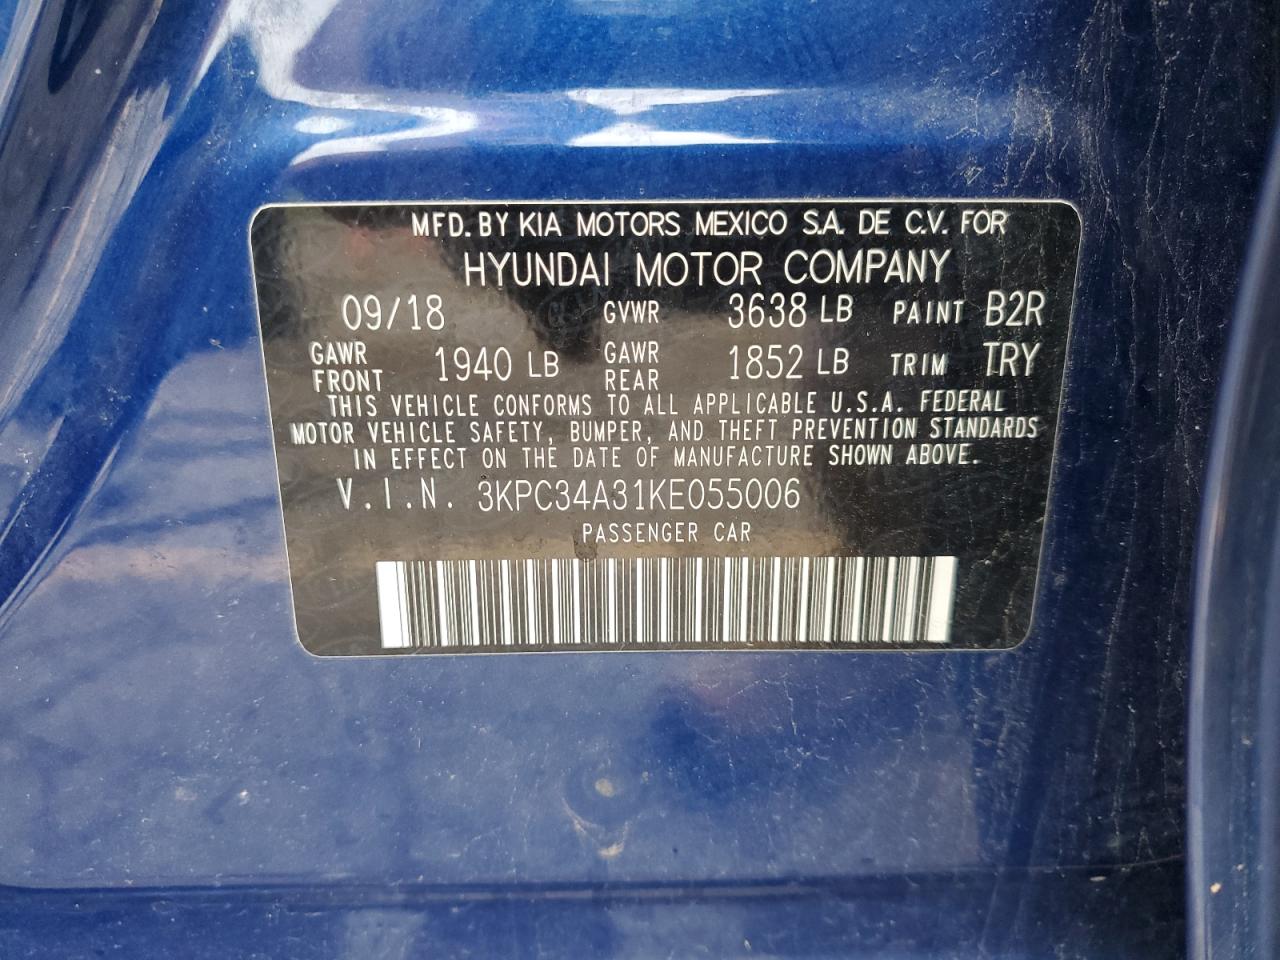 MFD. BY KIA MOTORS MEXICO S.A. DE C.V. FOR
HYUNDAI MOTOR COMPANY
09/18 GVWR 3638 LB PAINT B2R
GAWR FRONT 1940 LB GAWR REAR 1852 LB TRIM TRY
THIS VEHICLE CONFORMS TO ALL APPLICABLE U.S.A. FEDERAL
MOTOR VEHICLE SAFETY, BUMPER, AND THEFT PREVENTION STANDARDS
IN EFFECT ON THE DATE OF MANUFACTURE SHOWN ABOVE.
V.I.N. 3KPC34A31KE055006
PASSENGER CAR